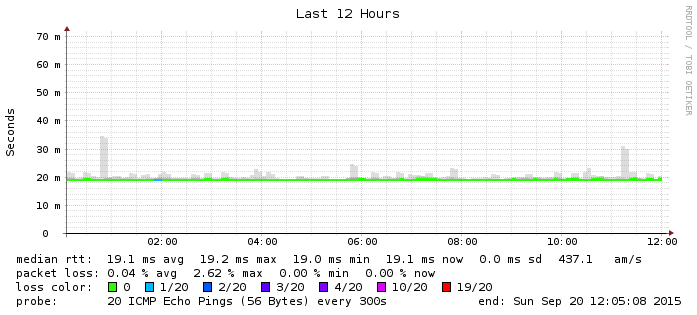 Last 12 Hours
RRDTOOL / TOBI OETIKER
Seconds
70 m
60 m
50 m
40 m
30 m
20 m
10 m
0
02:00 04:00 06:00 08:00 10:00 12:00
median rtt: 19.1 ms avg 19.2 ms max 19.0 ms min 19.1 ms now 0.0 ms sd 437.1 am/s
packet loss: 0.04 % avg 2.62 % max 0.00 % min 0.00 % now
loss color: 0 1/20 2/20 3/20 4/20 10/20 19/20
probe: 20 ICMP Echo Pings (56 Bytes) every 300s end: Sun Sep 20 12:05:08 2015